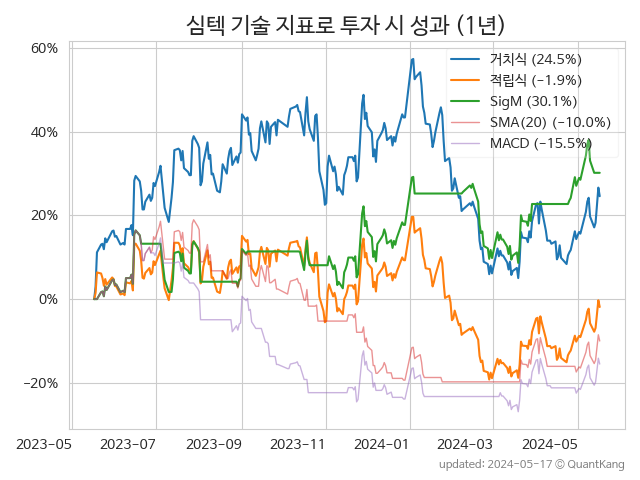 심텍 기술 지표로 투자 시 성과 (1년)
60%
40%
20%
0%
−20%
거치식 (24.5%)
적립식 (−1.9%)
SigM (30.1%)
SMA(20) (−10.0%)
MACD (−15.5%)
2023-05 2023-07 2023-09 2023-11 2024-01 2024-03 2024-05
updated: 2024-05-17 © QuantKang